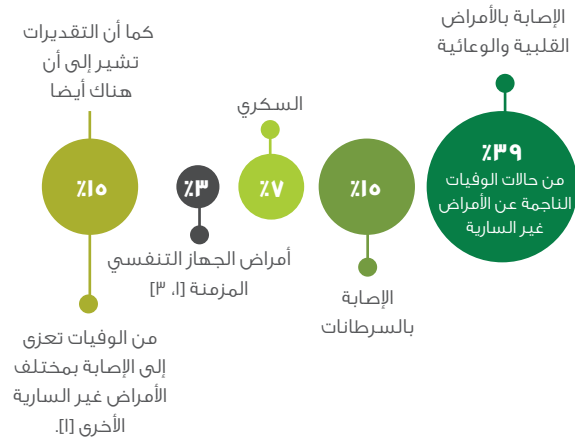 الإصابة بالأمراض
القلبية والوعائية
٪٣٩
من حالات الوفيات
الناجمة عن الأمراض
غير السارية
٪١٥
الإصابة
بالسرطانات
السكري
٪٧
٪٣
أمراض الجهاز التنفسي
المزمنة [١، ٣]
كما أن التقديرات
تشير إلى أن
هناك أيضا
٪١٥
من الوفيات تعزى
إلى الإصابة بمختلف
الأمراض غير السارية
الأخرى [١].